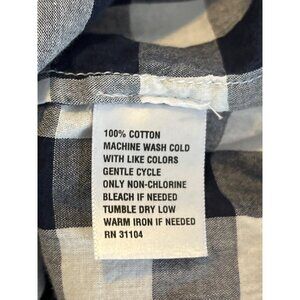 100% COTTON
MACHINE WASH COLD
WITH LIKE COLORS
GENTLE CYCLE
ONLY NON-CHLORINE
BLEACH IF NEEDED
TUMBLE DRY LOW
WARM IRON IF NEEDED
RN 31104